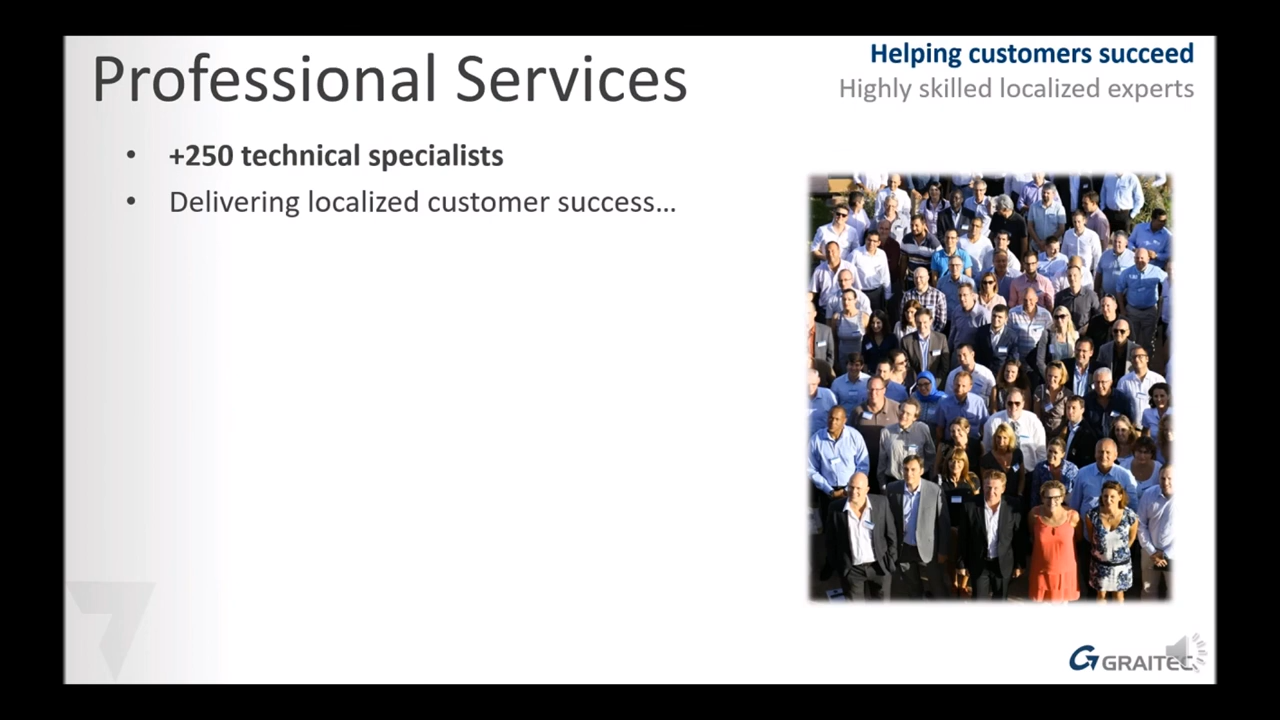 Professional Services
Helping customers succeed
Highly skilled localized experts
• +250 technical specialists
• Delivering localized customer success…
GRAITEC